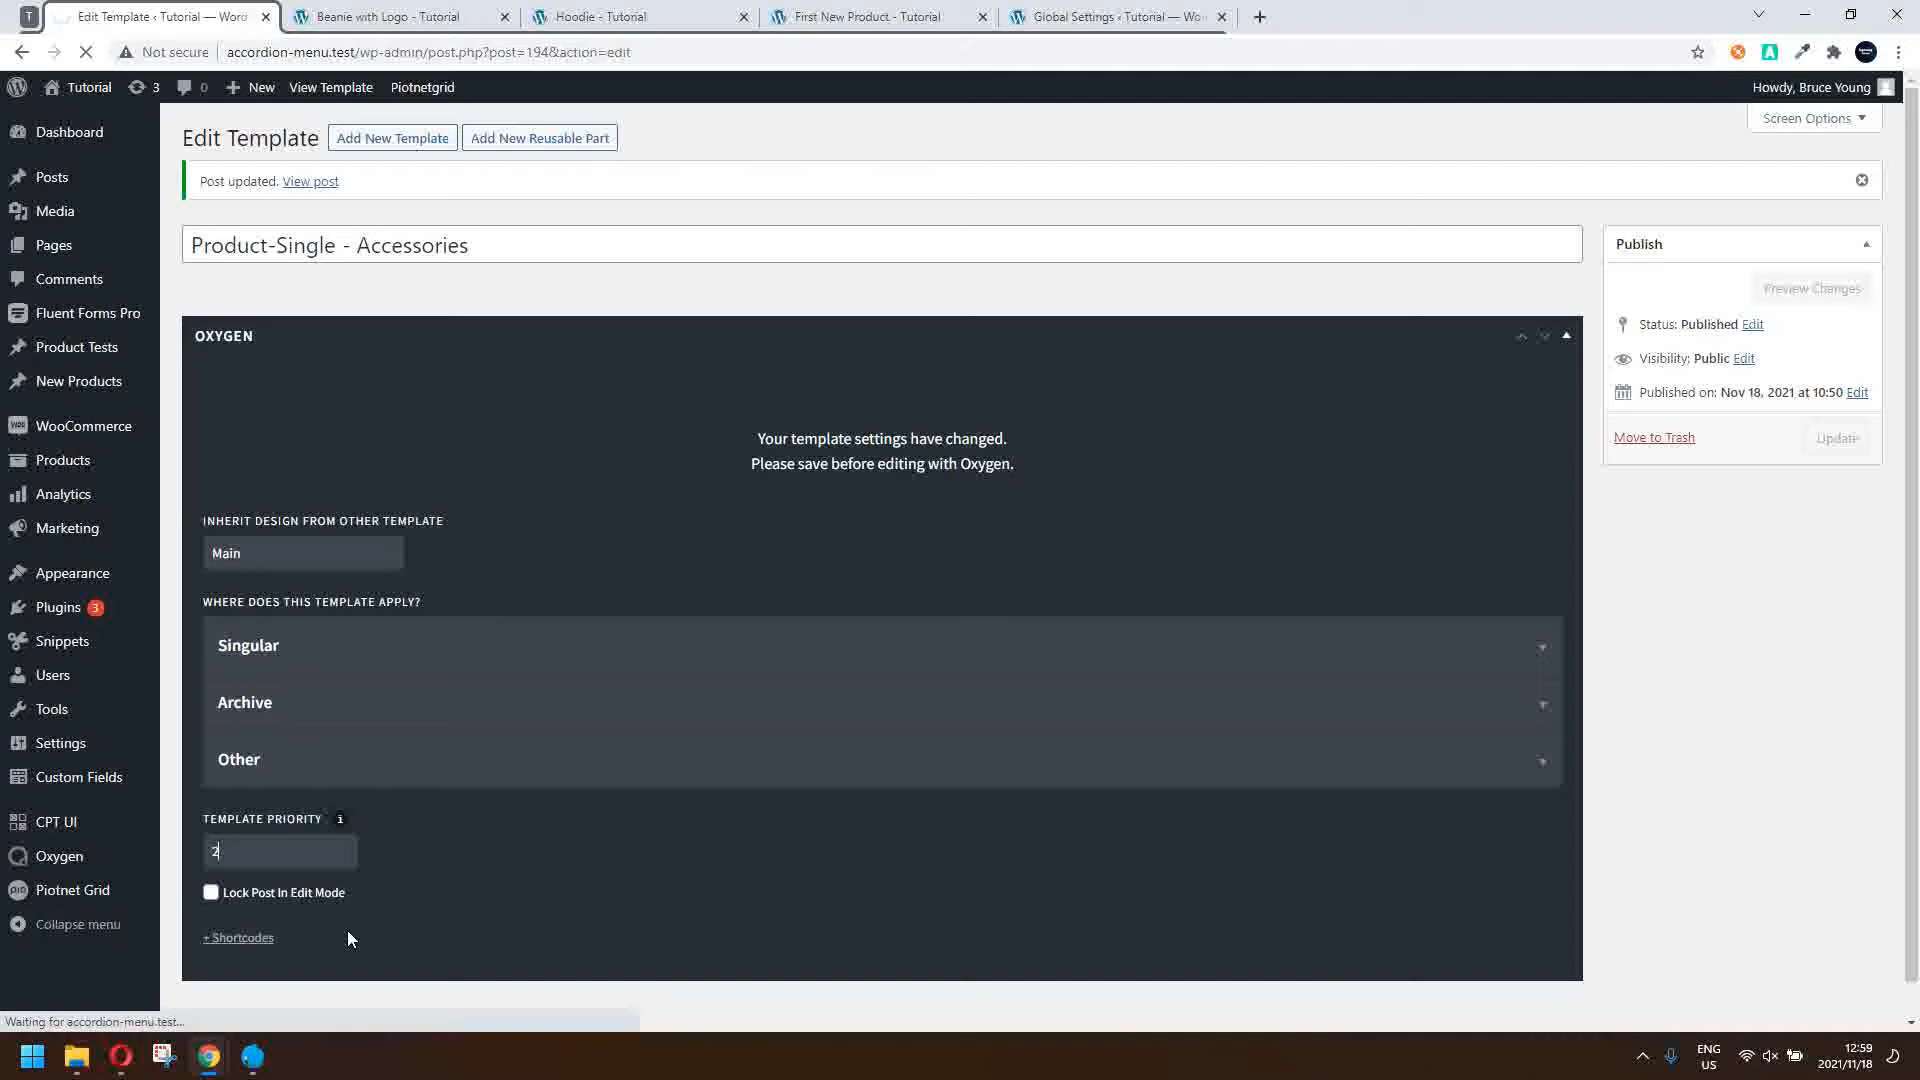 T
Edit Template ‹ Tutorial — Word
Beanie with Logo - Tutorial
Hoodie - Tutorial
First New Product - Tutorial
Global Settings ‹ Tutorial — Wo
Not secure
accordion-menu.test/wp-admin/post.php?post=194&action=edit
A
Tutorial
3
0
New
View Template
Piotnetgrid
Howdy, Bruce Young
Dashboard
Posts
Media
Pages
Comments
Fluent Forms Pro
Product Tests
New Products
WooCommerce
Products
Analytics
Marketing
Appearance
Plugins 3
Snippets
Users
Tools
Settings
Custom Fields
CPT UI
Oxygen
Piotnet Grid
Collapse menu
Edit Template
Add New Template
Add New Reusable Part
Screen Options
Post updated. View post
Product-Single - Accessories
OXYGEN
Your template settings have changed.
Please save before editing with Oxygen.
INHERIT DESIGN FROM OTHER TEMPLATE
Main
WHERE DOES THIS TEMPLATE APPLY?
Singular
Archive
Other
TEMPLATE PRIORITY i
2
Lock Post In Edit Mode
+ Shortcodes
Publish
Preview Changes
Status: Published Edit
Visibility: Public Edit
Published on: Nov 18, 2021 at 10:50 Edit
Move to Trash
Update
Waiting for accordion-menu.test...
ENG
US
12:59
2021/11/18